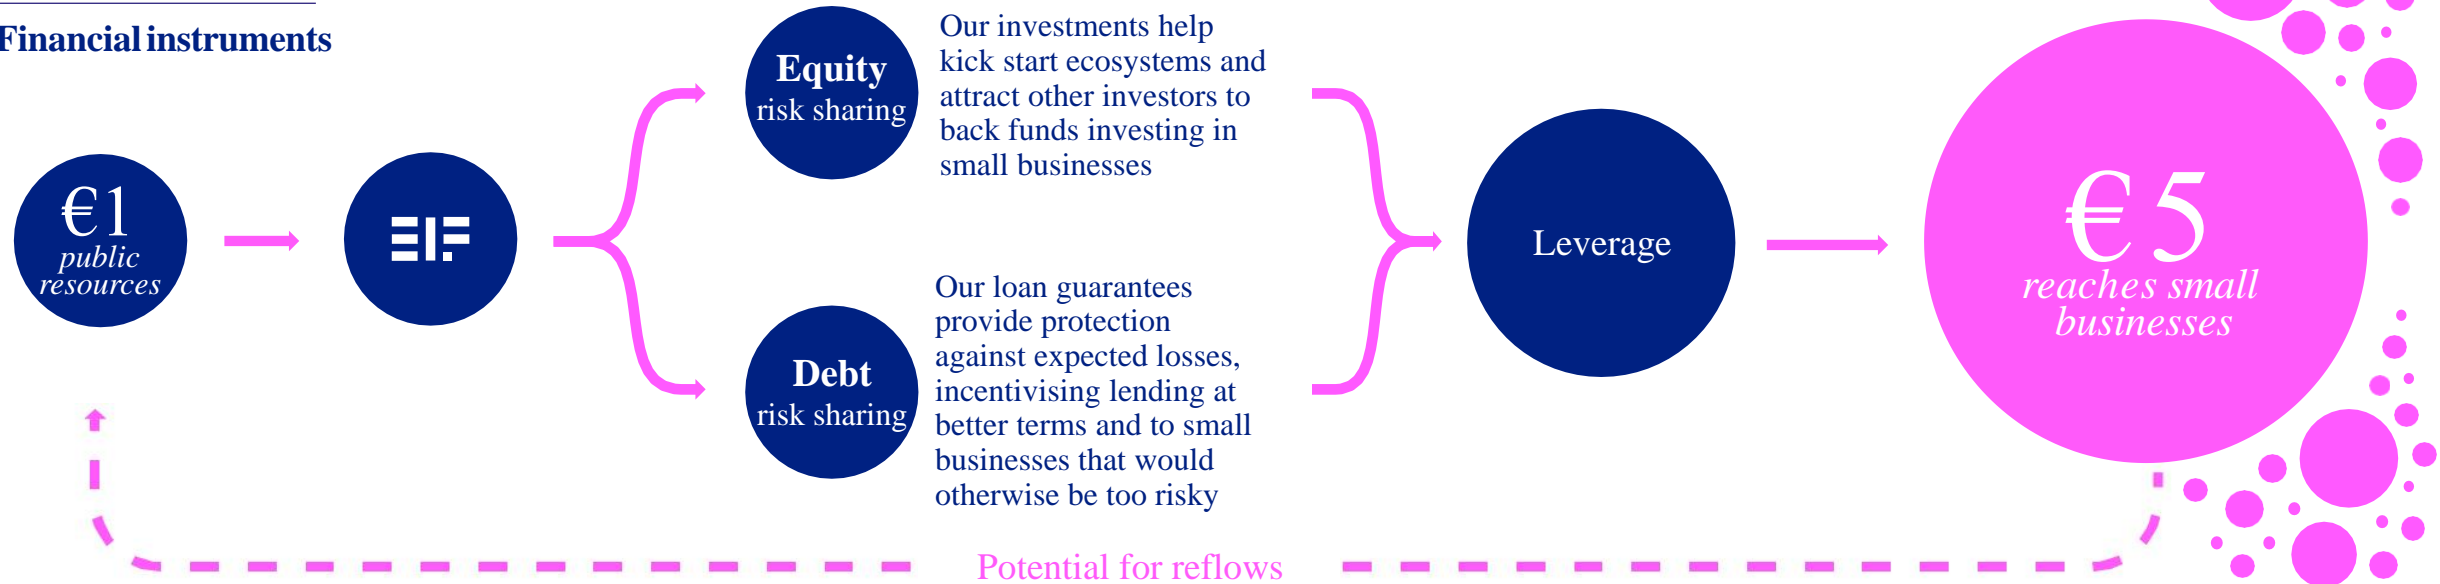 Financial instruments
€1
public
resources
EIF
Equity
risk sharing
Our investments help
kick start ecosystems and
attract other investors to
back funds investing in
small businesses
Debt
risk sharing
Our loan guarantees
provide protection
against expected losses,
incentivising lending at
better terms and to small
businesses that would
otherwise be too risky
Leverage
€5
reaches small
businesses
Potential for reflows